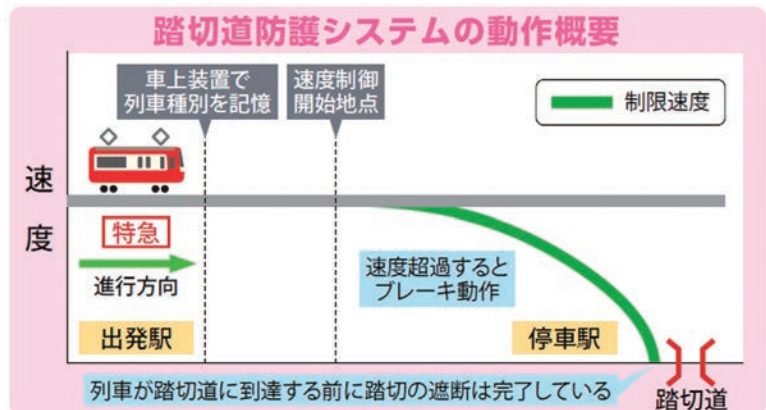 踏切道防護システムの動作概要
車上装置で
列車種別を記憶
速度制御
開始地点
制限速度
速度
特急
進行方向
速度超過すると
ブレーキ動作
出発駅
停車駅
列車が踏切道に到達する前に踏切の遮断は完了している
踏切道